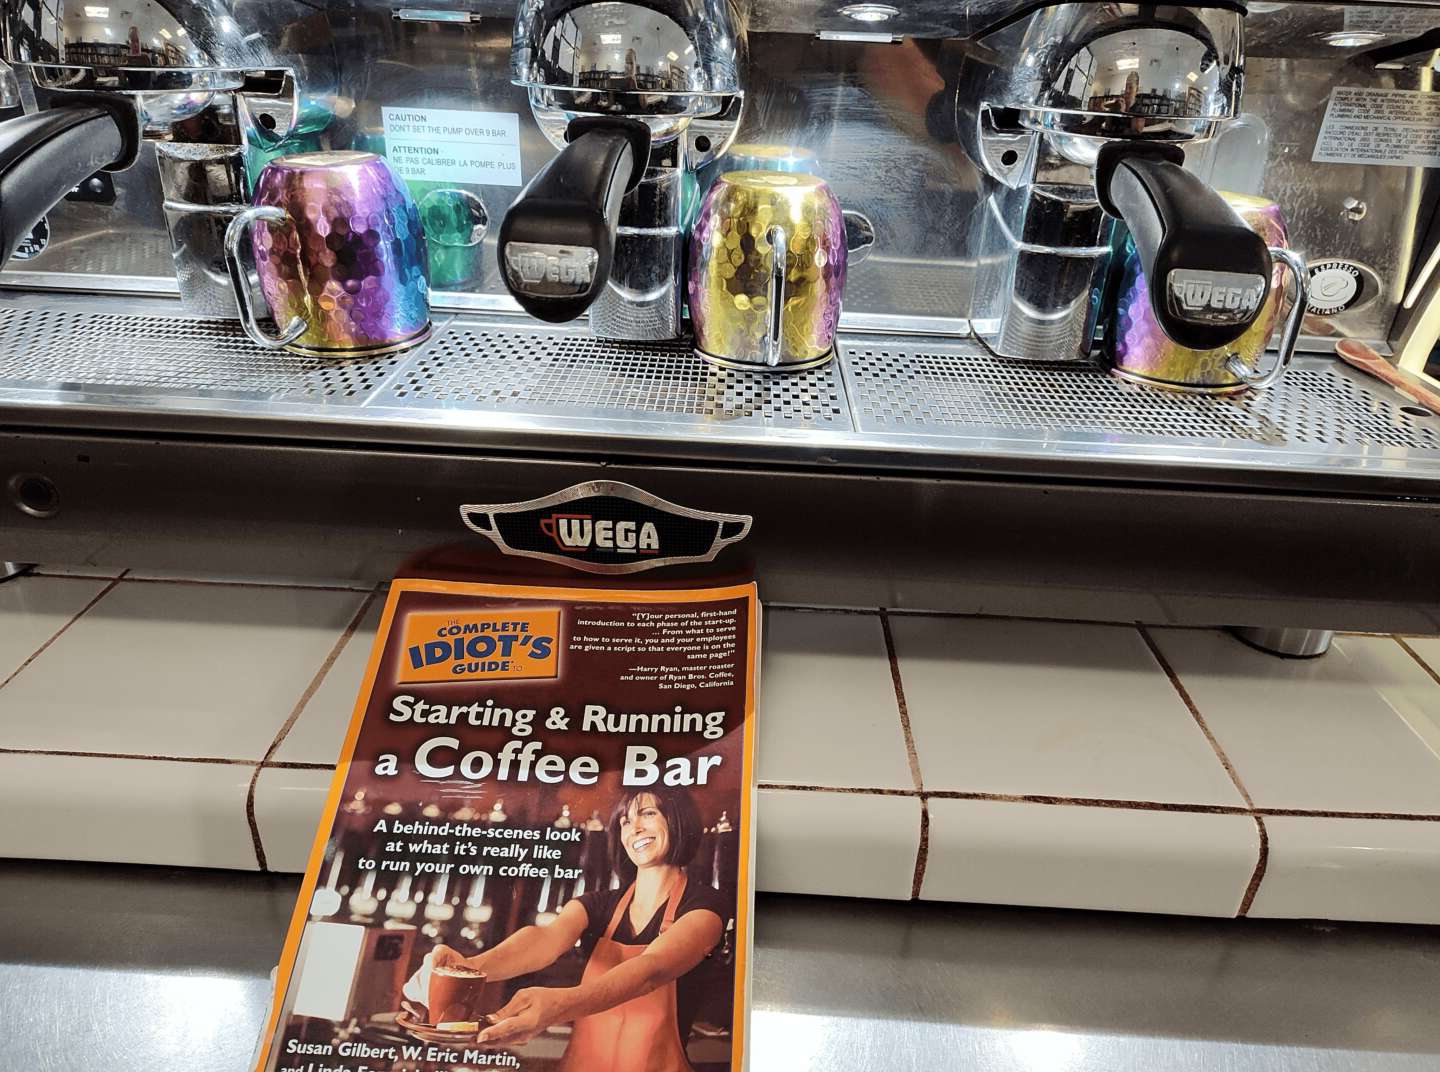 CAUTION
DON'T SET THE PUMP OVER 9 BAR
ATTENTION
NE PAS CALIBRER LA POMPE PLUS
DE 9 BAR
WEGA
WEGA
ESPRESSO
ITALIANO
WEGA
THE
COMPLETE
IDIOT'S
GUIDE TO
"[Y]our personal, first-hand
introduction to each phase of the start-up.
... From what to serve
to how to serve, you and your employees
are given a script so that everyone is on the
same page!"
—Harry Ryan, master roaster
and owner of Ryan Bros. Coffee,
San Diego, California
Starting & Running
a Coffee Bar
A behind-the-scenes look
at what it's really like
to run your own coffee bar
Susan Gilbert, W. Eric Martin,
and Linda